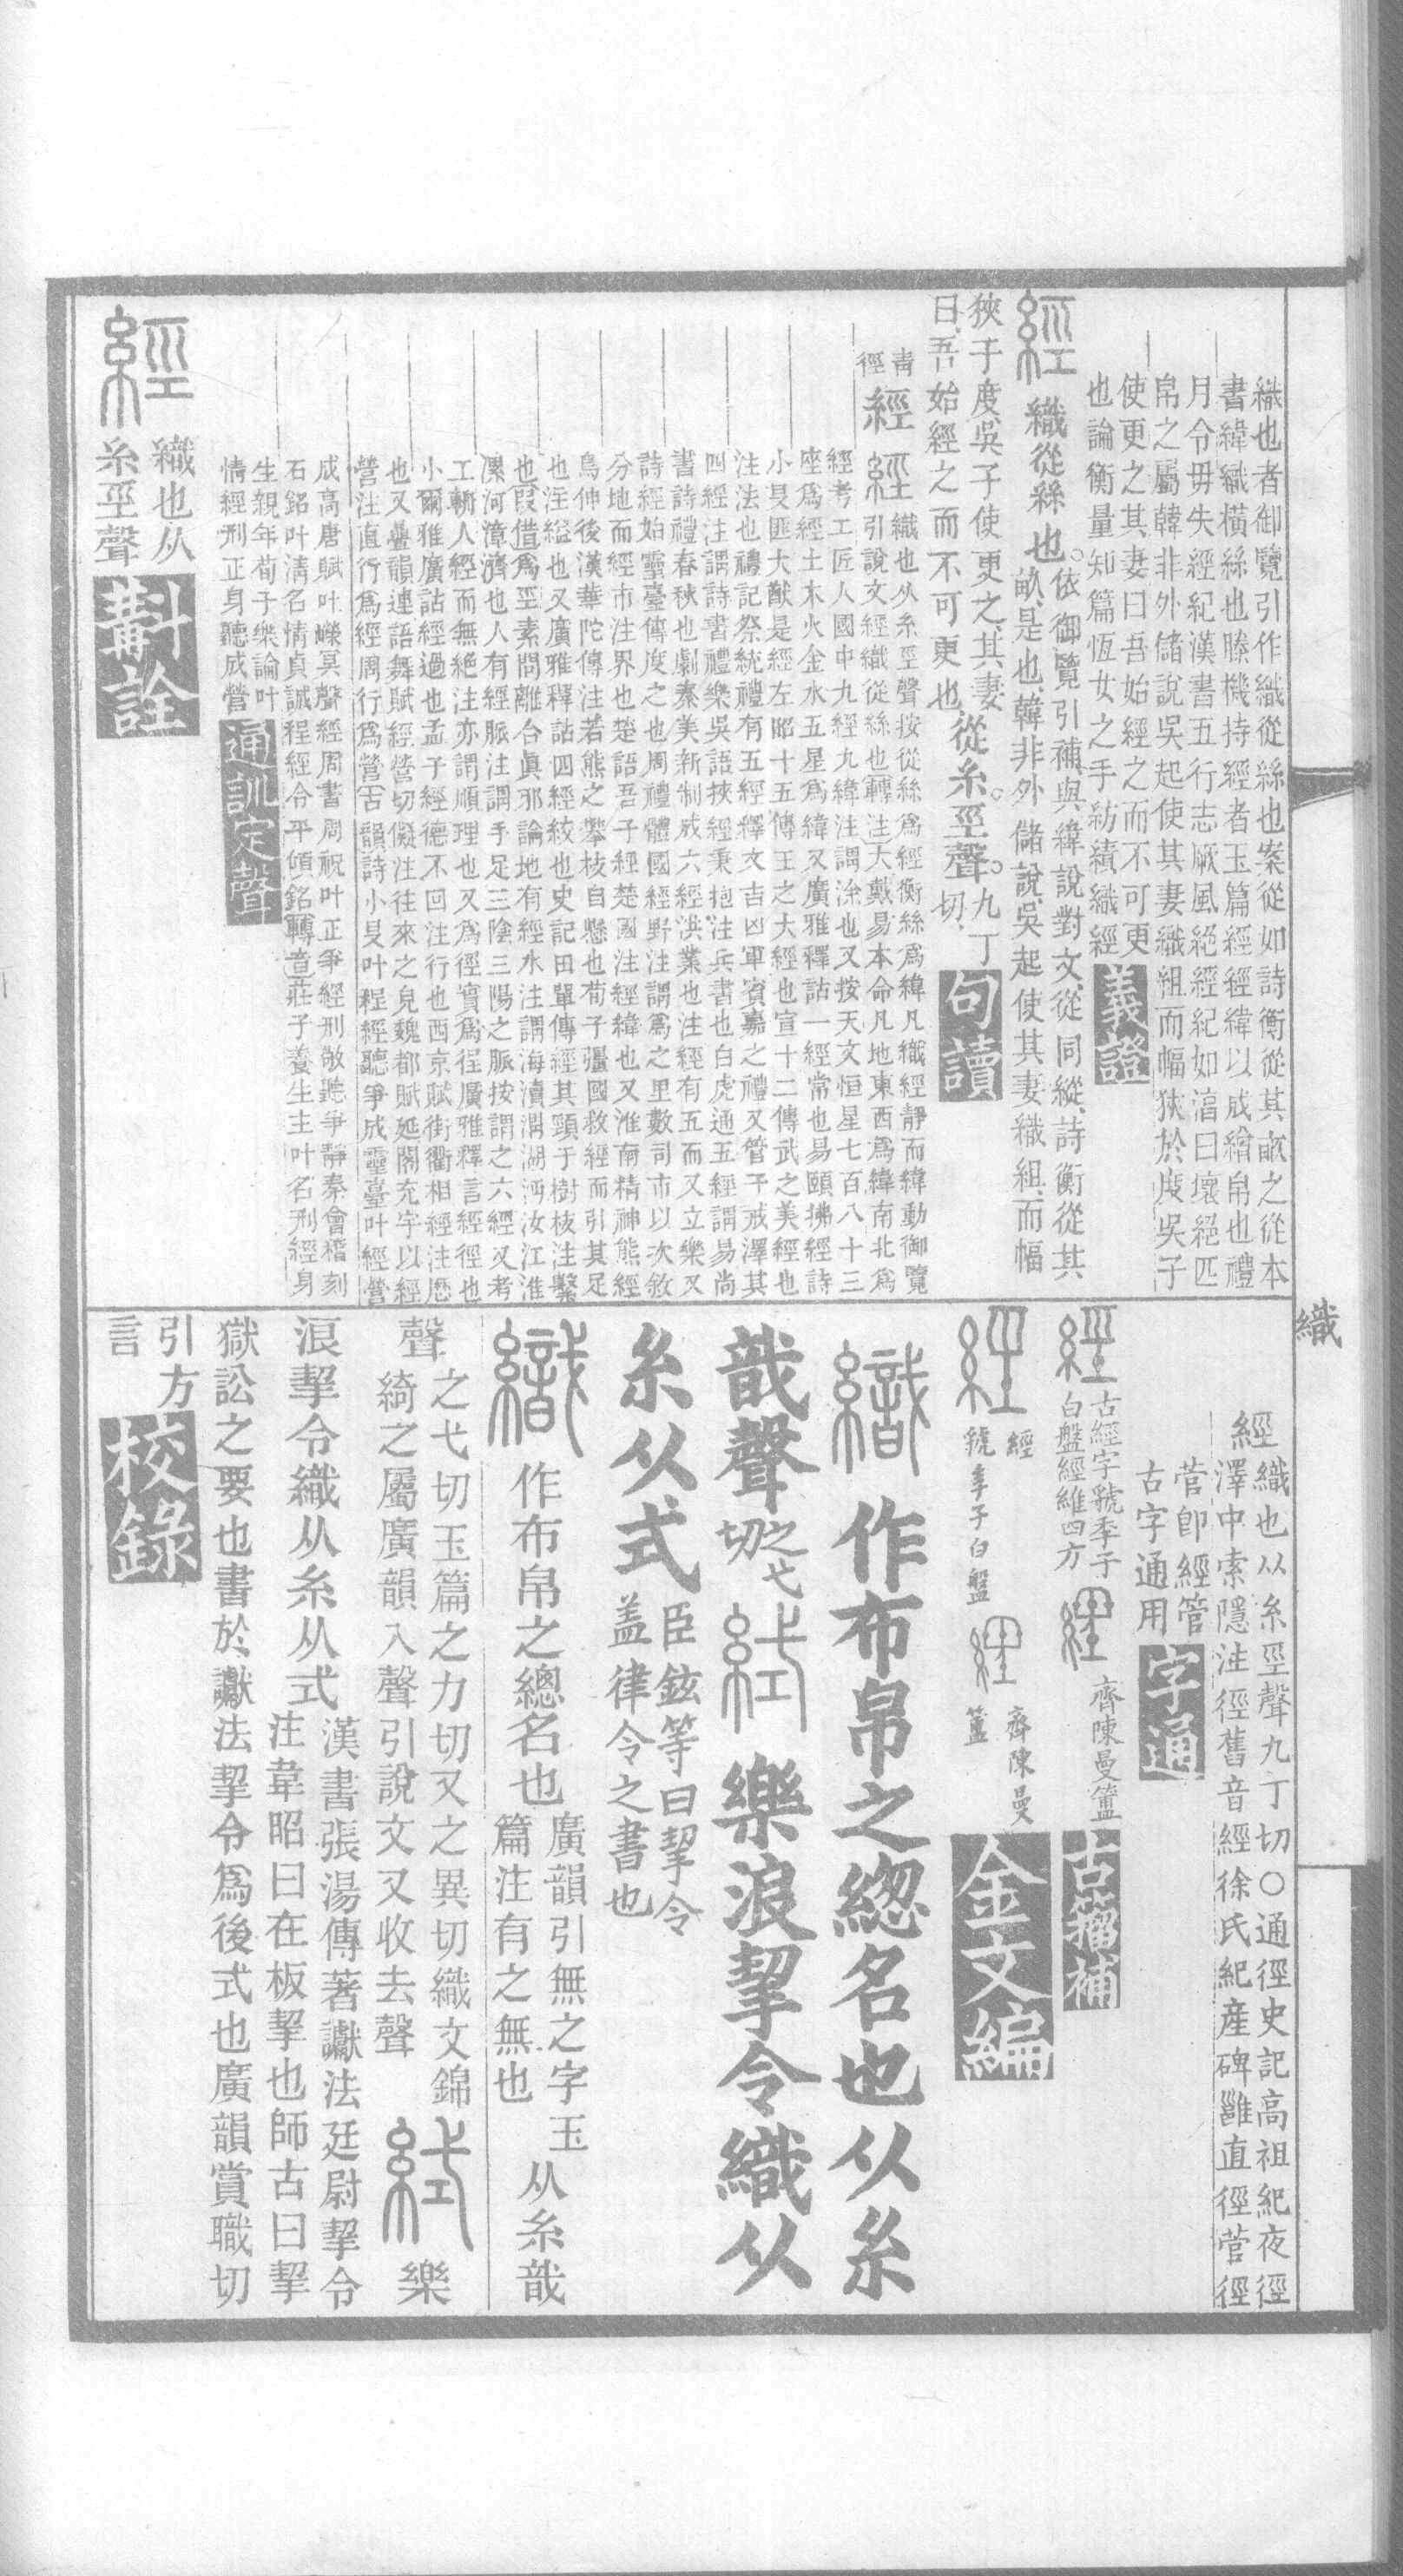 織也者御覽引作織從絲也案從如詩衡從其畝之從本
書緯織橫絲也滕機持經者玉篇經經緯以成繒帛也禮
月令毋失經紀漢書五行志厥風絕經紀如湻曰壞絕匹
帛之屬韓非外儲說吳起使其妻織組而幅狹於度吳子
使更之其妻曰吾始經之而不可更
也論衡量知篇恆女之手紡績織經
義證
經
織從絲也
依御覽引補與緯說對文從同縱詩衡從其
畝是也韓非外儲說吳起使其妻織組而幅
狹于度吳子使更之其妻
曰吾始經之而不可更也
從糸巠聲
九丁
切
句讀
青
徑
經
經
織也从糸巠聲按從絲為經衡絲為緯凡織經靜而緯動御覽
引說文經織從絲也轉注大戴易本命凡地東西為緯南北為
經考工匠人國中九經九緯注謂涂也又按天文恒星七百八十三
座為經土木火金水五星為緯又廣雅釋詁一經常也易頤拂經詩
小旻匪大猷是經左昭十五傳王之大經也宣十二傳武之美經也
注法也禮記祭統禮有五經釋文吉凶軍賓嘉之禮又管子戒澤其
四經注謂詩書禮樂吳語挾經秉枹注兵書也白虎通五經謂易尚
書詩禮春秋也劇秦美新制成六經洪業也注經有五而又立樂又
詩經始靈臺傳度之也周禮體國經野注謂為之里數司市以次敘
分地而經市注界也楚語吾子經楚國注經緯也又淮南精神熊經
鳥伸後漢華陀傳注若熊之攀枝自懸也荀子彊國救經而引其足
也注縊也又廣雅釋詁四經絞也史記田單傳經其頸于樹枝注繫
也叚借為巠素問離合真邪論地有經水注謂海瀆渭湖沔汝江淮
漯河漳濟也人有經脈注謂手足三陰三陽之脈按謂之六經又考
工輈人經而無絕注亦謂順理也又為徑實為徎廣雅釋言經徑也
小爾雅廣詁經過也孟子經德不回注行也西京賦街衢相經注歷
也又曡韻連語舞賦經營切儗注往來之皃魏都賦延閣充宇以經
營注直行為經周行為營古韻詩小旻叶程經聽爭成靈臺叶經營
成高唐賦叶嶸冥聲經周書周祝叶正爭經刑敬聽爭靜秦會稽刻
石銘叶清名情貞誠程經合平傾銘轉音莊子養生主叶名刑經身
生親年荀子樂論叶
情經刑正身聽成營
通訓定聲
經
織也从
糸巠聲
斠詮
經
織也从糸巠聲九丁切○通徑史記高祖紀夜徑
澤中索隱注徑舊音經徐氏紀產碑雖直徑菅徑
菅卽經管
古字通用
字通
經
古經字虢季子
白盤經維四方
經
齊陳曼簠
古籀補
經
經
虢季子白盤
經
齊陳曼
簠
金文編
織
作布帛之總名也从糸
戠聲
之弋
切
䋕
樂浪挈令織从
糸从式
臣鉉等曰挈令
盖律令之書也
織
作布帛之總名也
廣韻引無之字玉
篇注有之無也
从糸戠
聲
之弋切玉篇之力切又之異切織文錦
綺之屬廣韻入聲引說文又收去聲
䋕
樂
浪挈令織从糸从式
漢書張湯傳著讞法廷尉挈令
注韋昭曰在板挈也師古曰挈
獄訟之要也書於讞法挈令為後式也廣韻賞職切
引方
言
校錄
織